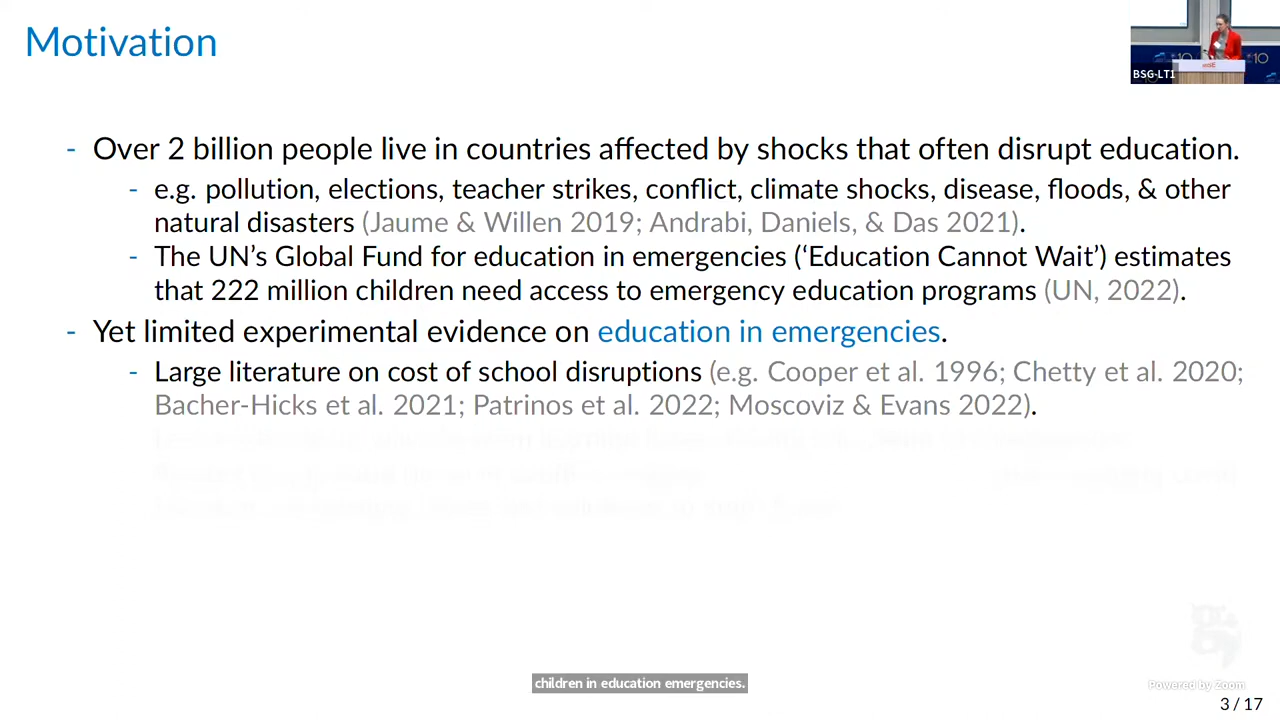 Motivation
BSG-LT1
- Over 2 billion people live in countries affected by shocks that often disrupt education.
- e.g. pollution, elections, teacher strikes, conflict, climate shocks, disease, floods, & other
natural disasters (Jaume & Willen 2019; Andrabi, Daniels, & Das 2021).
- The UN’s Global Fund for education in emergencies (‘Education Cannot Wait’) estimates
that 222 million children need access to emergency education programs (UN, 2022).
- Yet limited experimental evidence on education in emergencies.
- Large literature on cost of school disruptions (e.g. Cooper et al. 1996; Chetty et al. 2020;
Bacher-Hicks et al. 2021; Patrinos et al. 2022; Moscoviz & Evans 2022).
children in education emergencies.
Powered by Zoom
3 / 17